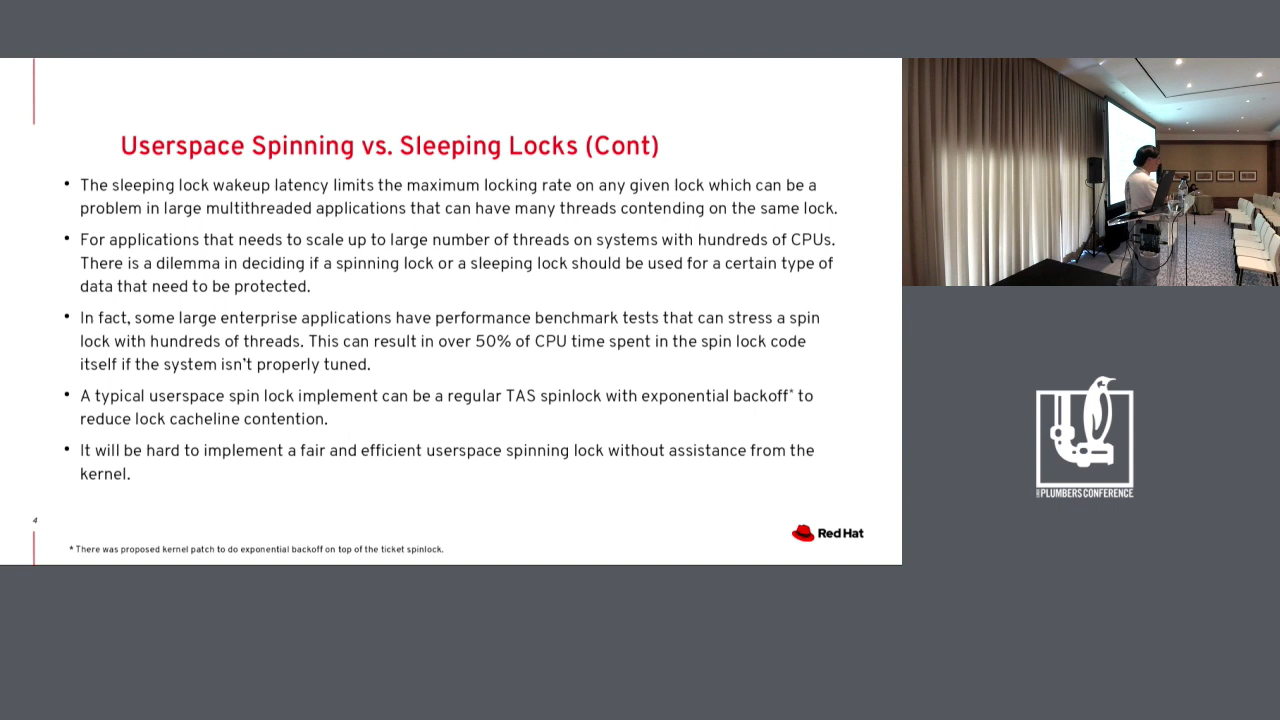 Userspace Spinning vs. Sleeping Locks (Cont)
• The sleeping lock wakeup latency limits the maximum locking rate on any given lock which can be a
problem in large multithreaded applications that can have many threads contending on the same lock.
• For applications that needs to scale up to large number of threads on systems with hundreds of CPUs.
There is a dilemma in deciding if a spinning lock or a sleeping lock should be used for a certain type of
data that need to be protected.
• In fact, some large enterprise applications have performance benchmark tests that can stress a spin
lock with hundreds of threads. This can result in over 50% of CPU time spent in the spin lock code
itself if the system isn't properly tuned.
• A typical userspace spin lock implement can be a regular TAS spinlock with exponential backoff* to
reduce lock cacheline contention.
• It will be hard to implement a fair and efficient userspace spinning lock without assistance from the
kernel.
4
* There was proposed kernel patch to do exponential backoff on top of the ticket spinlock.
Red Hat
PLUMBERS CONFERENCE